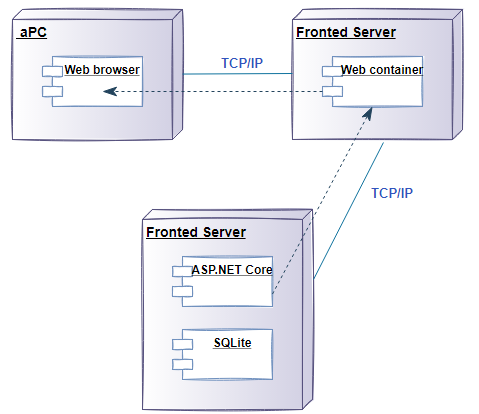 aPC
Fronted Server
Web browser
TCP/IP
Web container
TCP/IP
Fronted Server
ASP.NET Core
SQLite